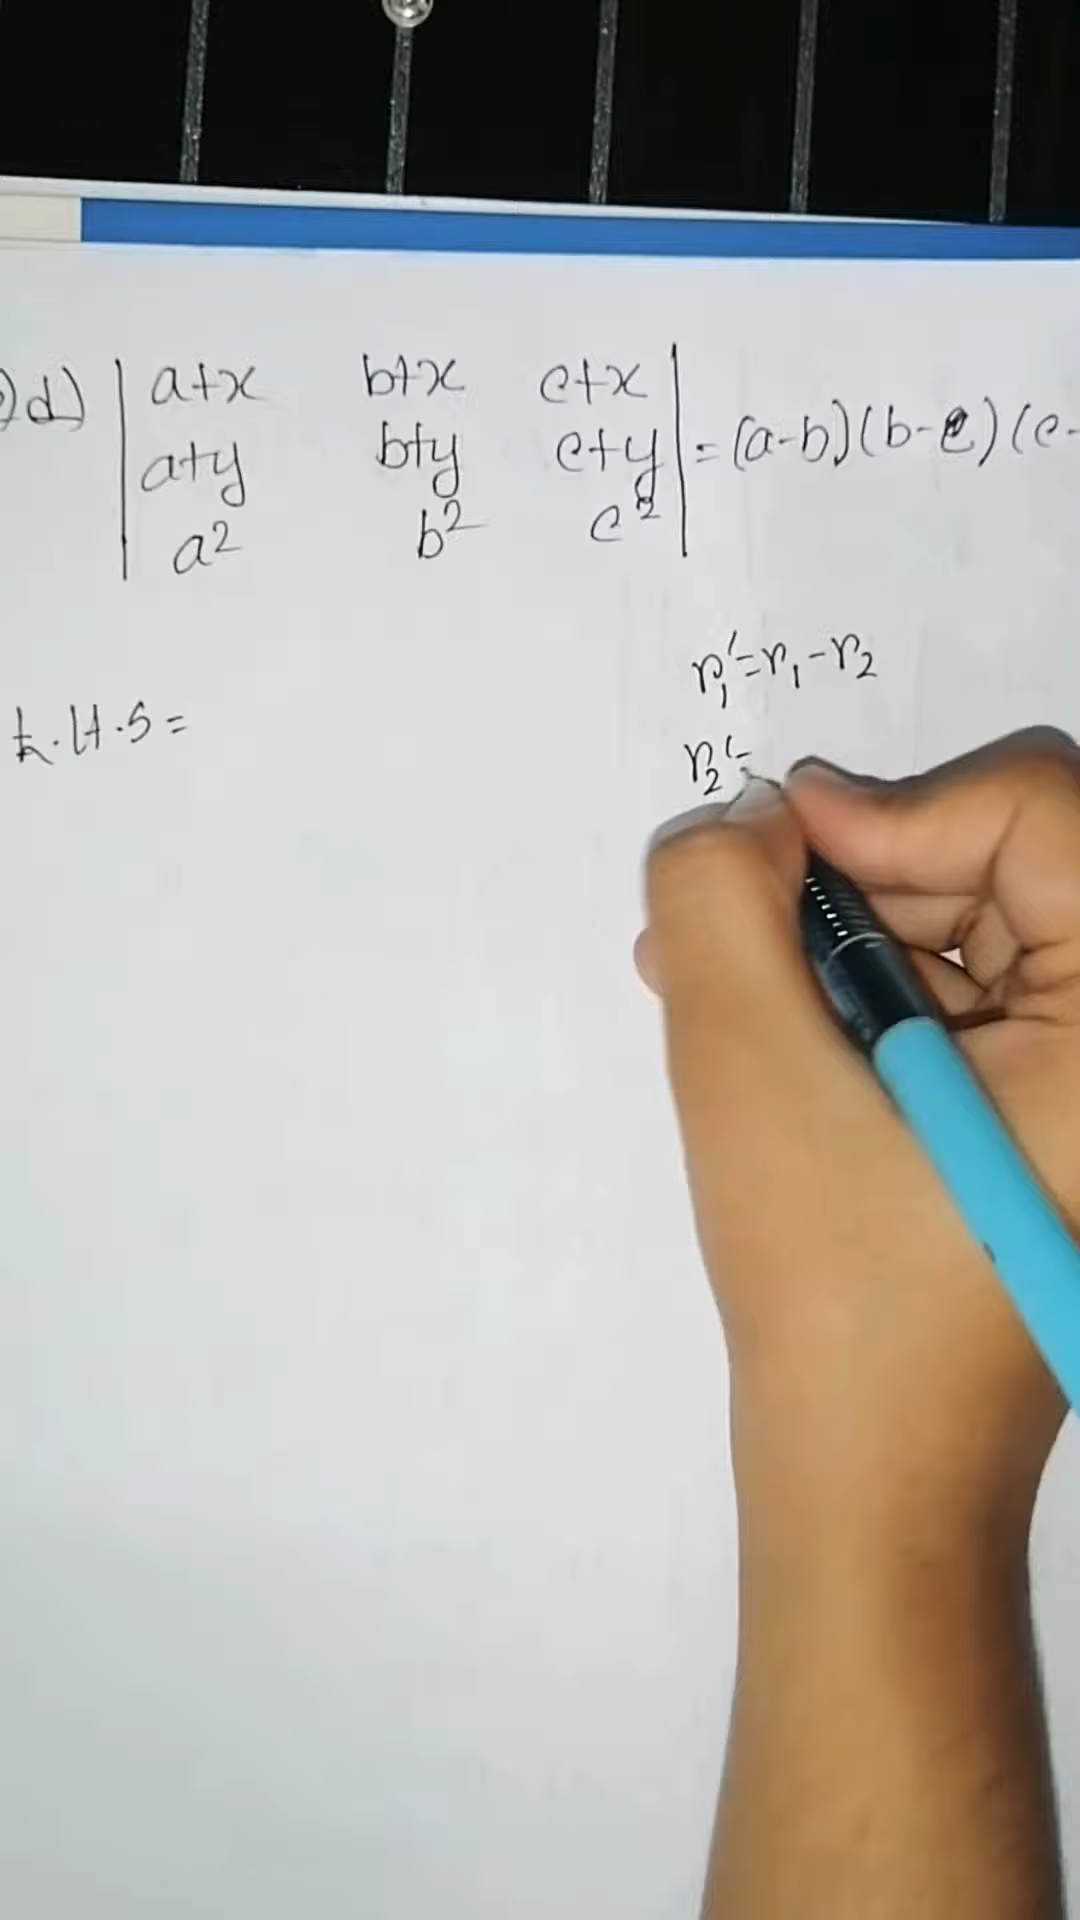 )d) | a+x b+x c+x |
| a+y b+y c+y | = (a-b)(b-c)(c-
| a² b² c² |
r₁′=r₁-r₂
L.H.S =
r₂′=